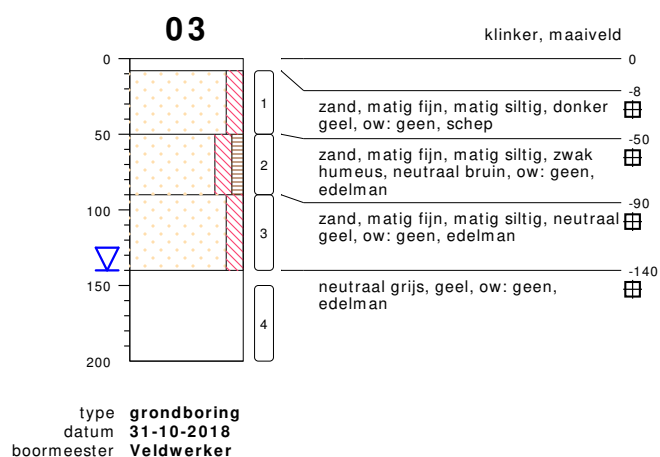 03
klinker, maaiveld
0
0
-8
1
zand, matig fijn, matig siltig, donker
geel, ow: geen, schep
50
-50
2
zand, matig fijn, matig siltig, zwak
humeus, neutraal bruin, ow: geen,
edelman
-90
100
3
zand, matig fijn, matig siltig, neutraal
geel, ow: geen, edelman
-140
150
neutraal grijs, geel, ow: geen,
edelman
4
200
type grondboring
datum 31-10-2018
boormeester Veldwerker